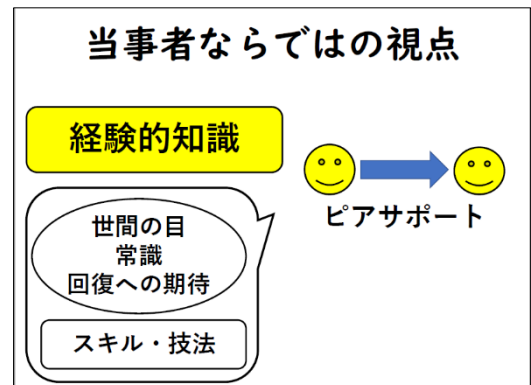 当事者ならではの視点
経験的知識
ピアサポート
世間の目
常識
回復への期待
スキル・技法